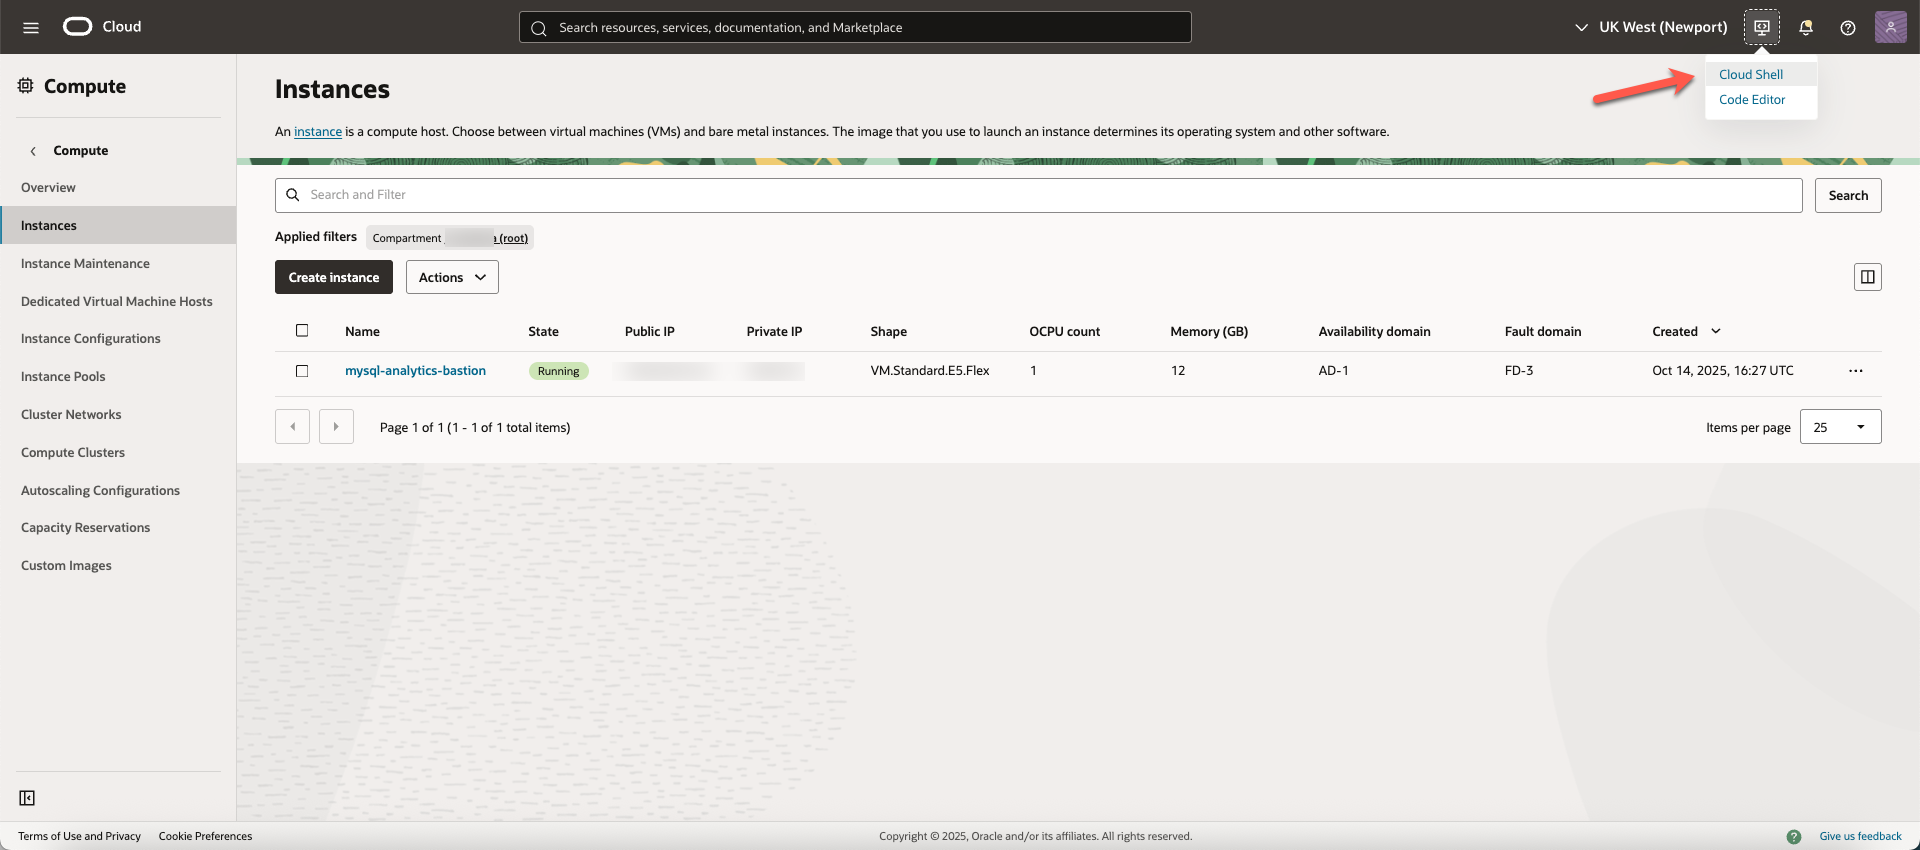 Cloud
Search resources, services, documentation, and Marketplace
UK West (Newport)
Cloud Shell
Code Editor
Compute
Compute
Overview
Instances
Instance Maintenance
Dedicated Virtual Machine Hosts
Instance Configurations
Instance Pools
Cluster Networks
Compute Clusters
Autoscaling Configurations
Capacity Reservations
Custom Images
Instances
An instance is a compute host. Choose between virtual machines (VMs) and bare metal instances. The image that you use to launch an instance determines its operating system and other software.
Search and Filter
Search
Applied filters
Compartment (root)
Create instance
Actions
Name State Public IP Private IP Shape OCPU count Memory (GB) Availability domain Fault domain Created
mysql-analytics-bastion Running VM.Standard.E5.Flex 1 12 AD-1 FD-3 Oct 14, 2025, 16:27 UTC
Page 1 of 1 (1 - 1 of 1 total items)
Items per page 25
Terms of Use and Privacy Cookie Preferences
Copyright © 2025, Oracle and/or its affiliates. All rights reserved.
Give us feedback